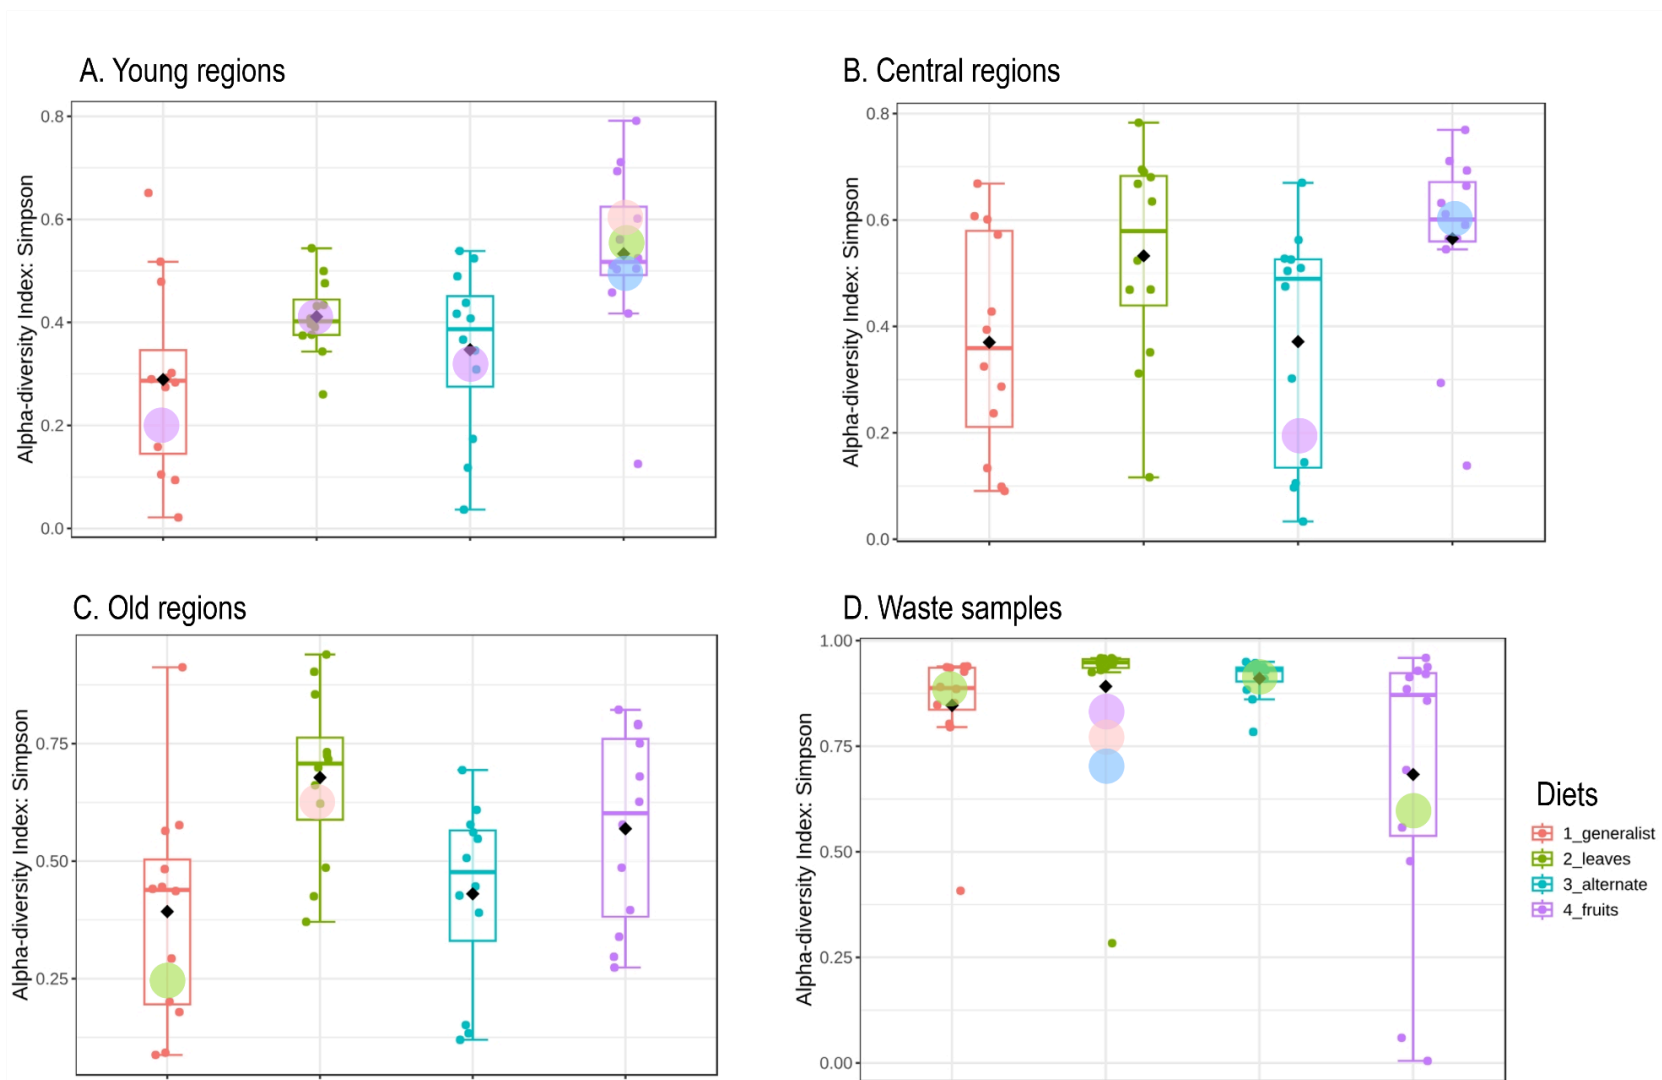 A. Young regions
Alpha-diversity Index: Simpson
0.8
0.6
0.4
0.2
0.0
B. Central regions
Alpha-diversity Index: Simpson
0.8
0.6
0.4
0.2
0.0
C. Old regions
Alpha-diversity Index: Simpson
0.75
0.50
0.25
D. Waste samples
Alpha-diversity Index: Simpson
1.00
0.75
0.50
0.25
0.00
Diets
1_generalist
2_leaves
3_alternate
4_fruits